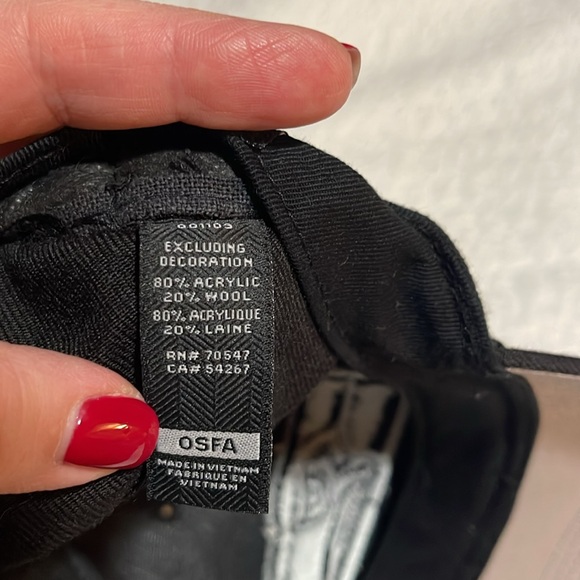 001103
EXCLUDING
DECORATION
80% ACRYLIC
20% WOOL
80% ACRYLIQUE
20% LAINE
RN# 70547
CA# 54267
OSFA
MADE IN VIETNAM
FABRIQUE EN
VIETNAM